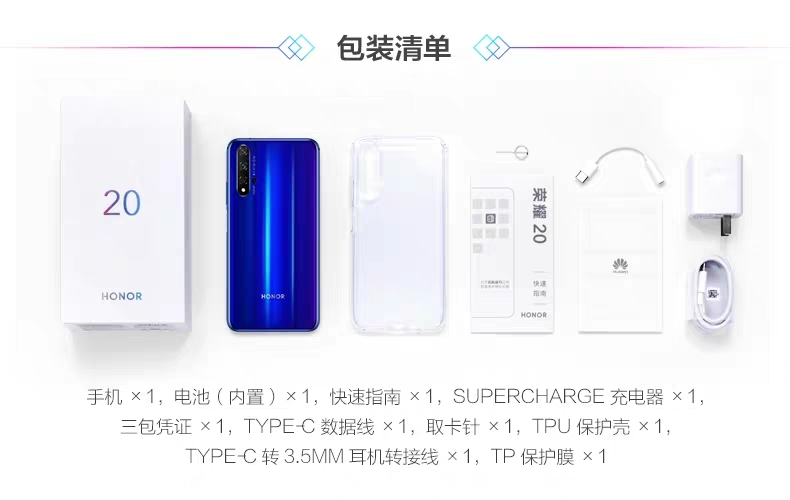 包装清单
20
HONOR
HONOR
荣耀 20
快速
指南
HONOR
HUAWEI
手机 ×1，电池（内置）×1，快速指南 ×1，SUPERCHARGE 充电器 ×1，
三包凭证 ×1，TYPE-C 数据线 ×1，取卡针 ×1，TPU 保护壳 ×1，
TYPE-C 转 3.5MM 耳机转接线 ×1，TP 保护膜 ×1